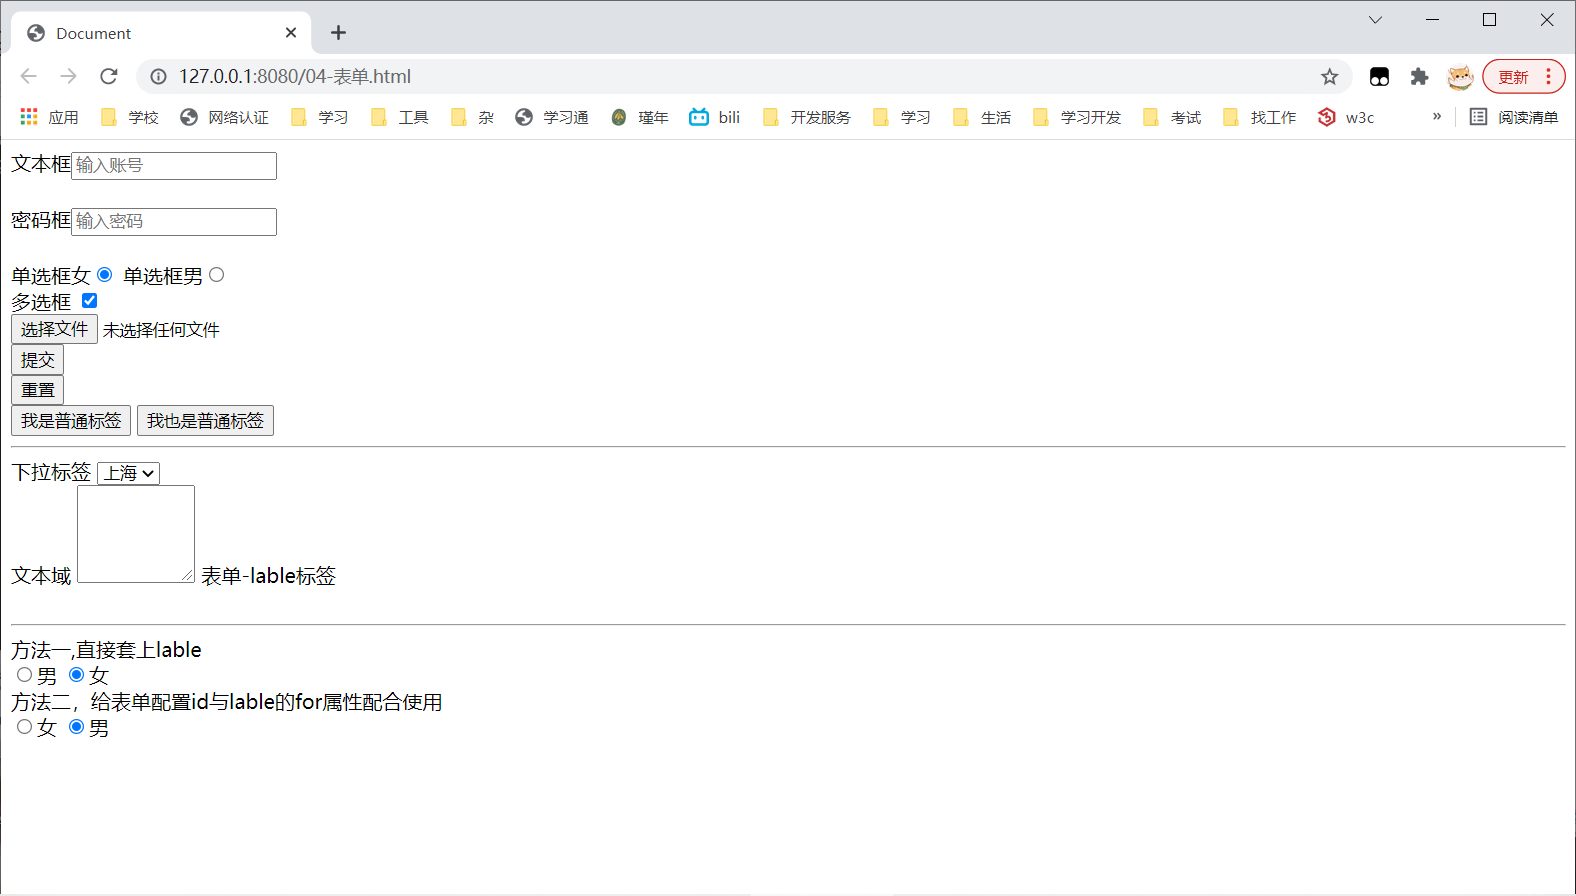 Document
127.0.0.1:8080/04-表单.html
更新
应用 学校 网络认证 学习 工具 杂 学习通 瑾年 bili 开发服务 学习 生活 学习开发 考试 找工作 w3c » 阅读清单
文本框 输入账号
密码框 输入密码
单选框女 单选框男
多选框
选择文件 未选择任何文件
提交
重置
我是普通标签 我也是普通标签
下拉标签 上海
文本域 表单-lable标签
方法一,直接套上lable
男 女
方法二，给表单配置id与lable的for属性配合使用
女 男